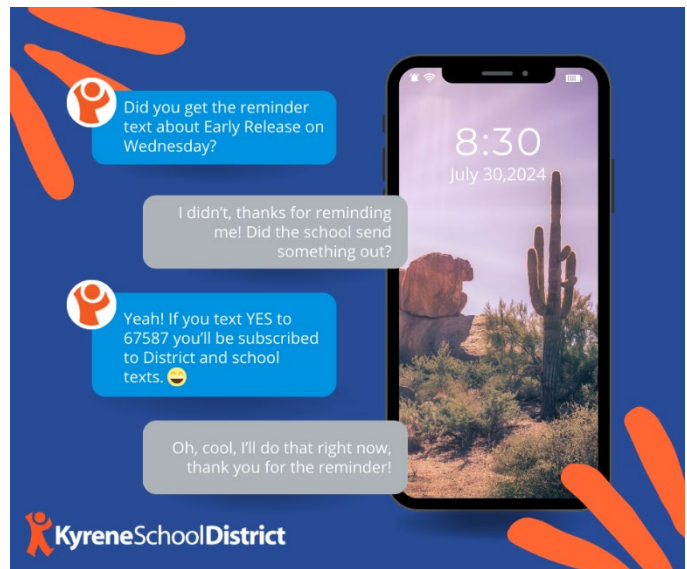 Did you get the reminder
text about Early Release on
Wednesday?
8:30
July 30,2024
I didn't, thanks for reminding
me! Did the school send
something out?
Yeah! If you text YES to
67587 you'll be subscribed
to District and school
texts. 😄
Oh, cool, I'll do that right now,
thank you for the reminder!
KyreneSchoolDistrict